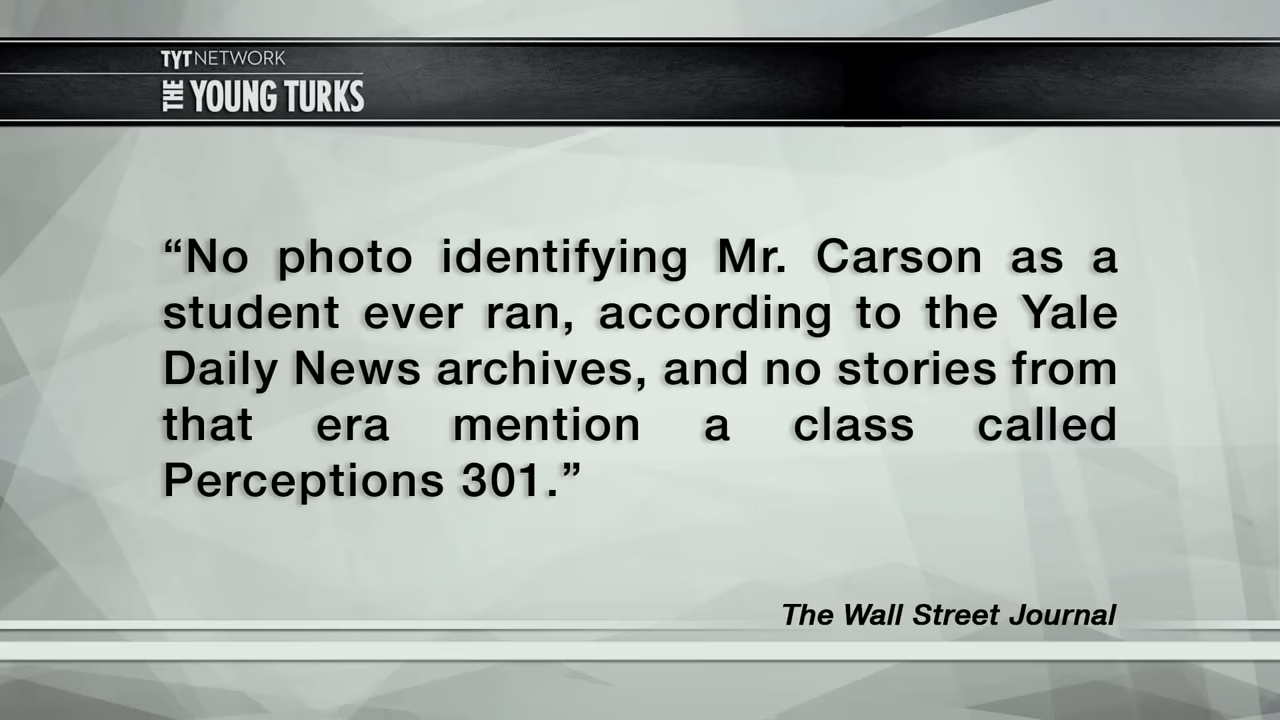 TYT NETWORK
THE YOUNG TURKS
“No photo identifying Mr. Carson as a
student ever ran, according to the Yale
Daily News archives, and no stories from
that era mention a class called
Perceptions 301.”
The Wall Street Journal